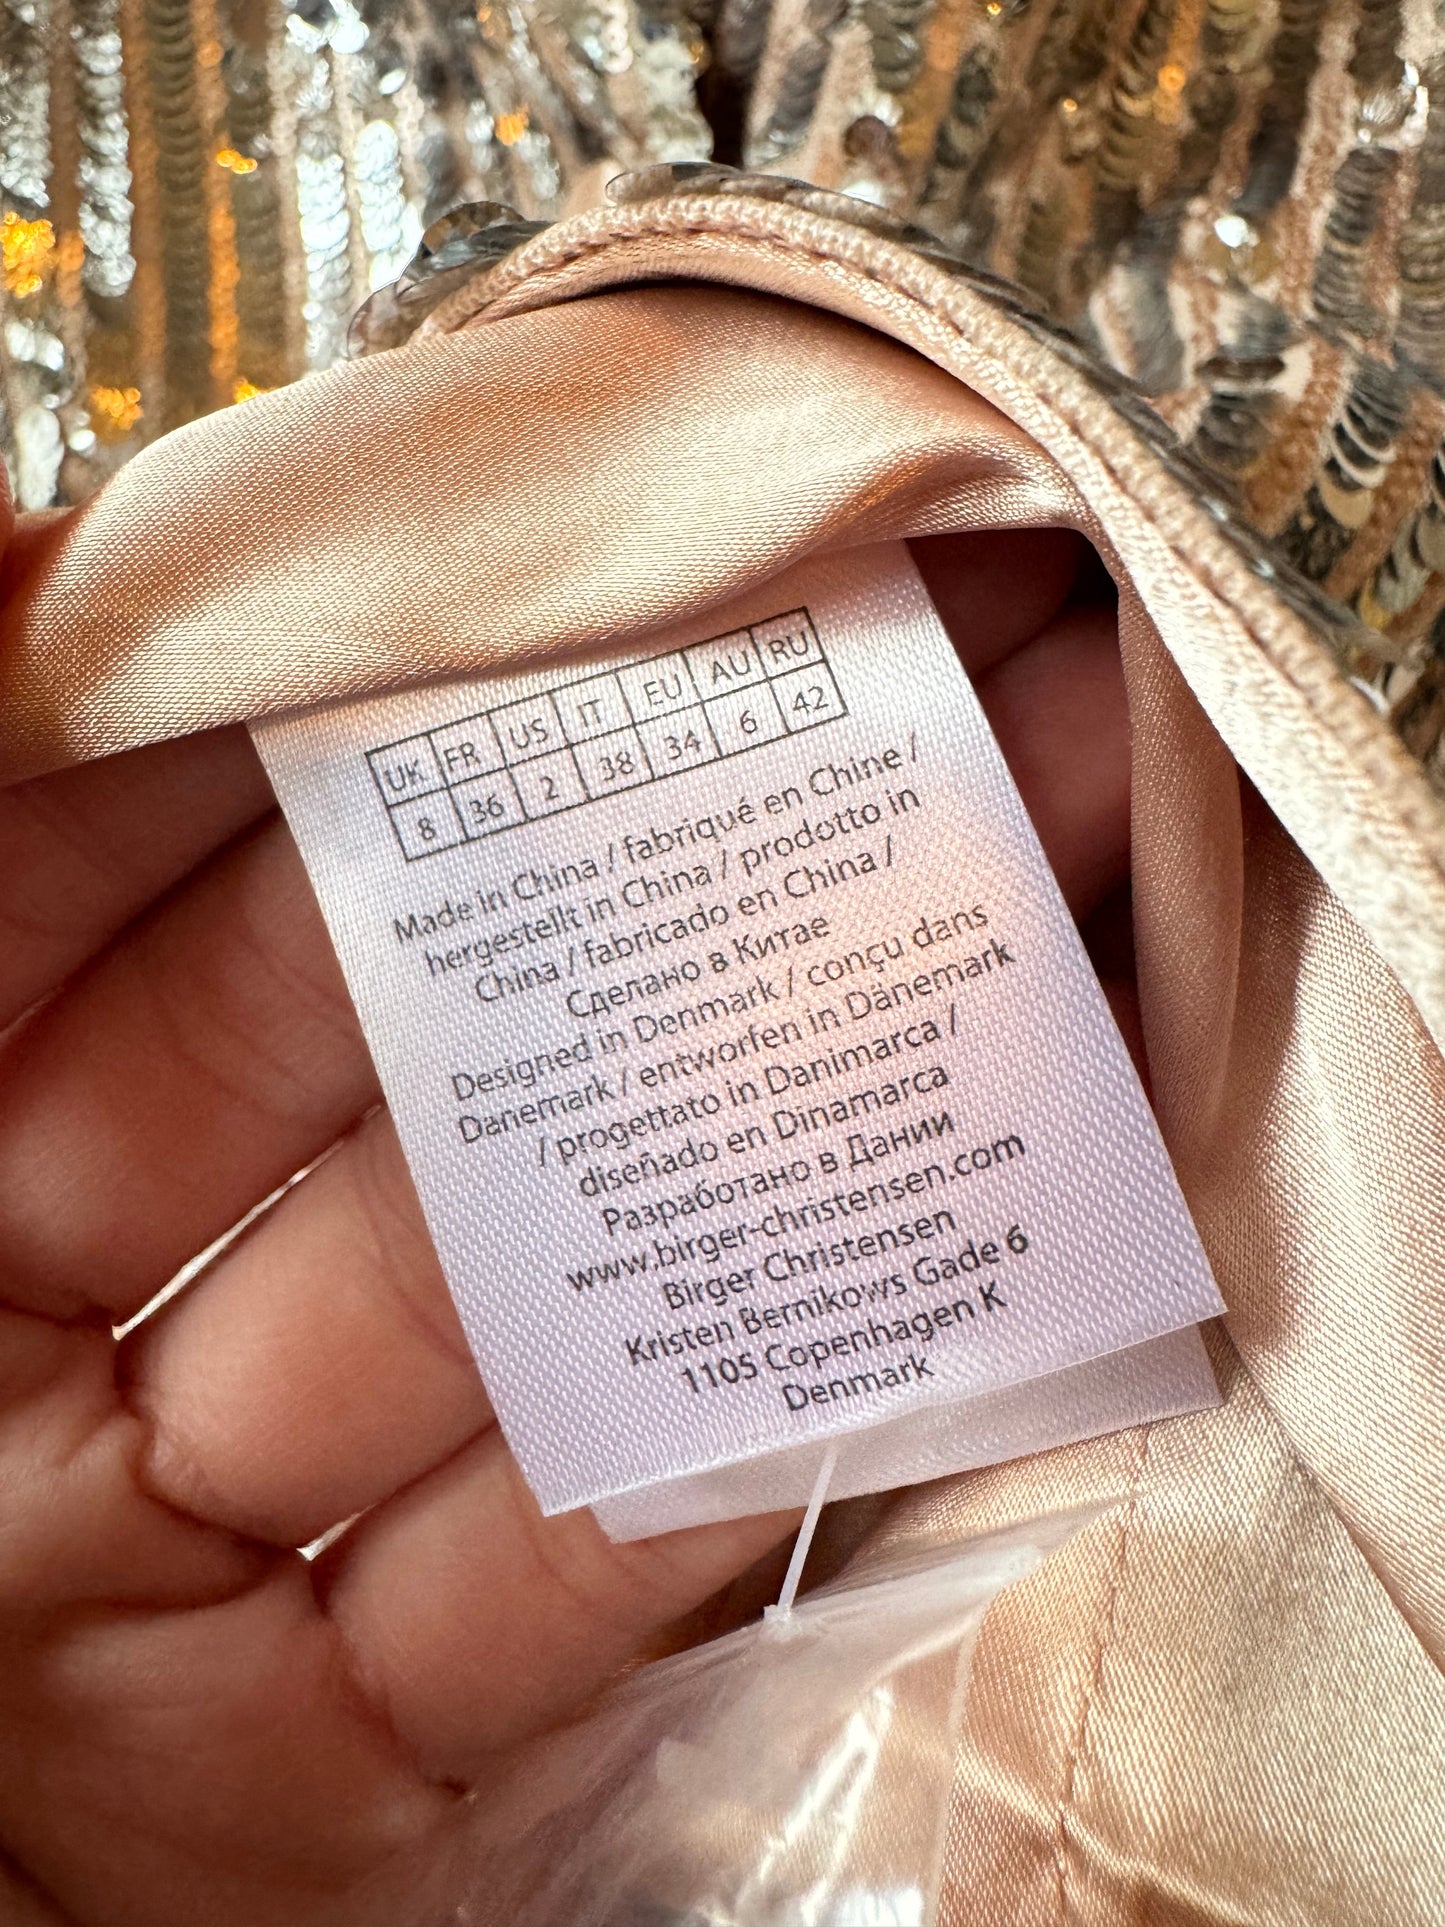 UK FR US IT EU AU RU
8 36 2 38 34 6 42
Made in China / fabriqué en Chine /
hergestellt in China / prodotto in
China / fabricado en China /
Сделано в Китае
Designed in Denmark / conçu dans
Danemark / entworfen in Dänemark
/ progettato in Danimarca /
diseñado en Dinamarca
Разработано в Дании
www.birger-christensen.com
Birger Christensen
Kristen Bernikows Gade 6
1105 Copenhagen K
Denmark